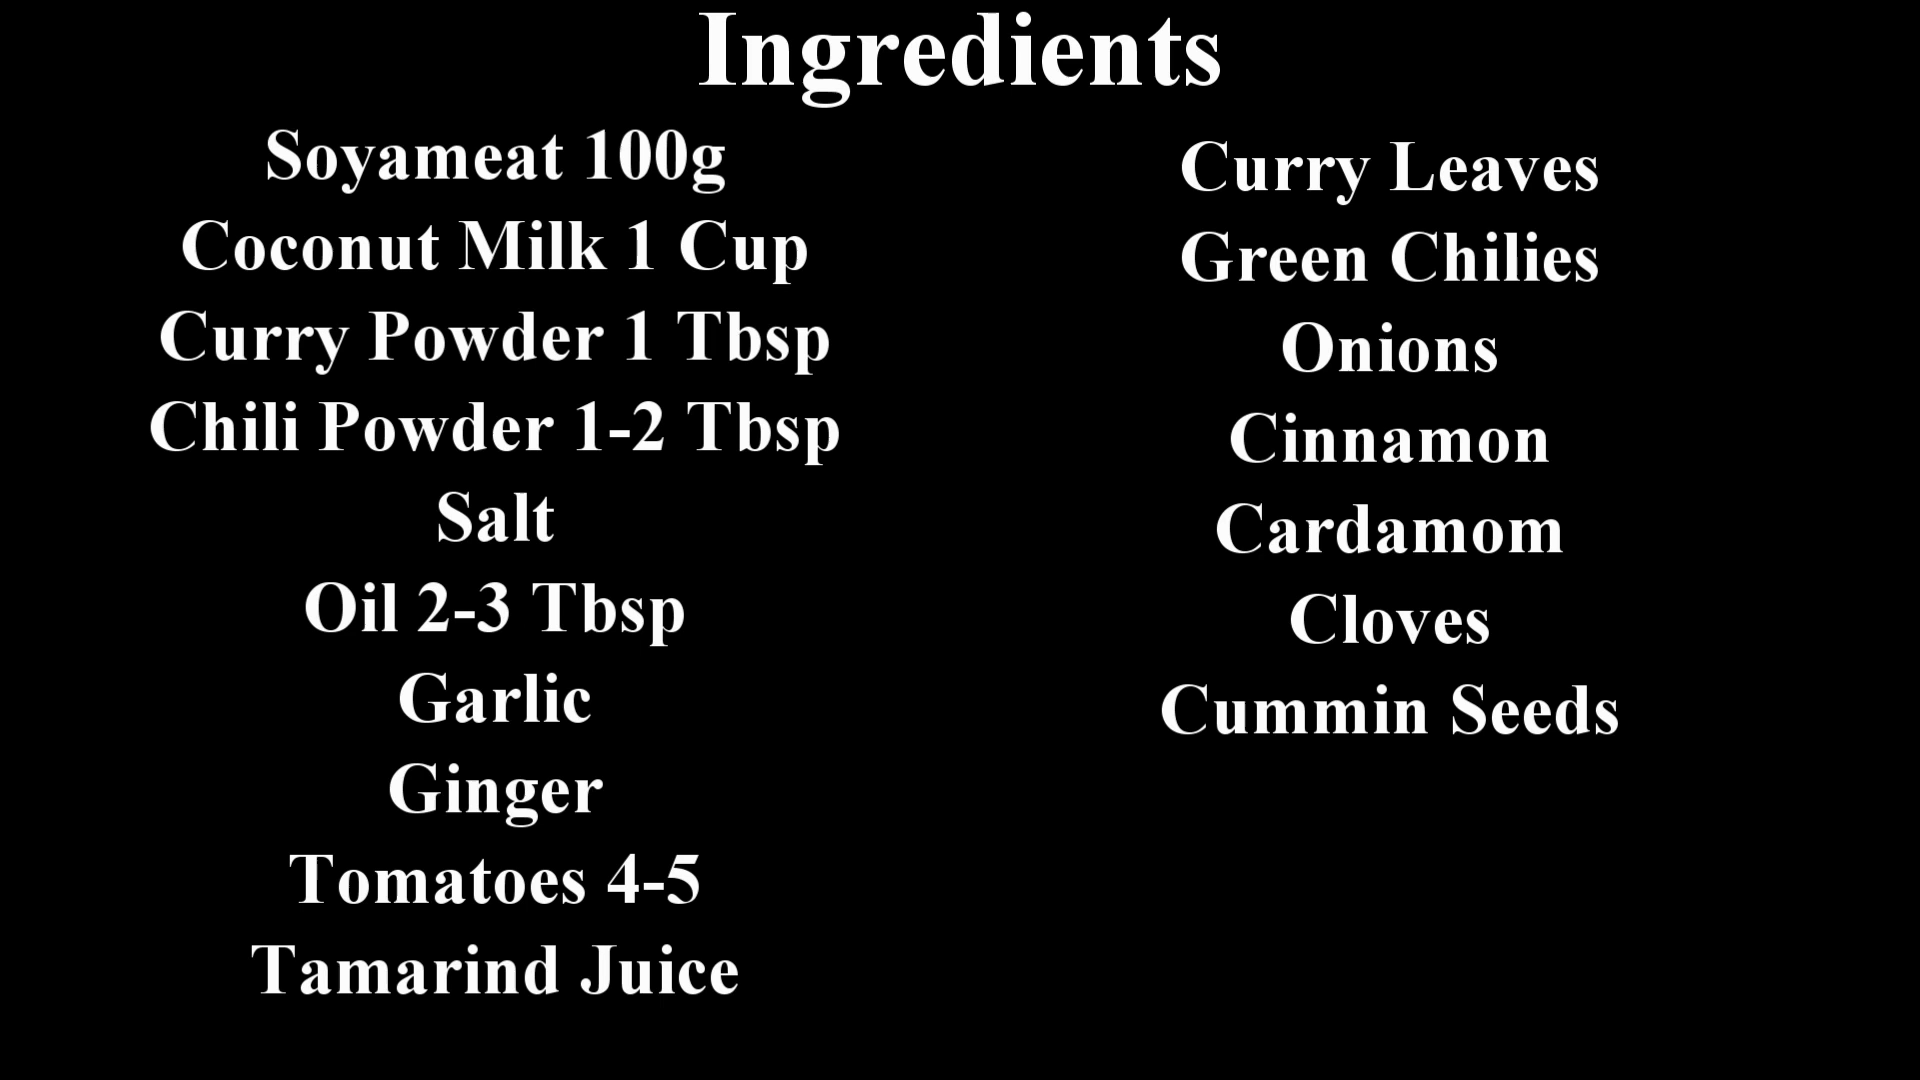 Ingredients
Soyameat 100g
Coconut Milk 1 Cup
Curry Powder 1 Tbsp
Chili Powder 1-2 Tbsp
Salt
Oil 2-3 Tbsp
Garlic
Ginger
Tomatoes 4-5
Tamarind Juice
Curry Leaves
Green Chilies
Onions
Cinnamon
Cardamom
Cloves
Cummin Seeds